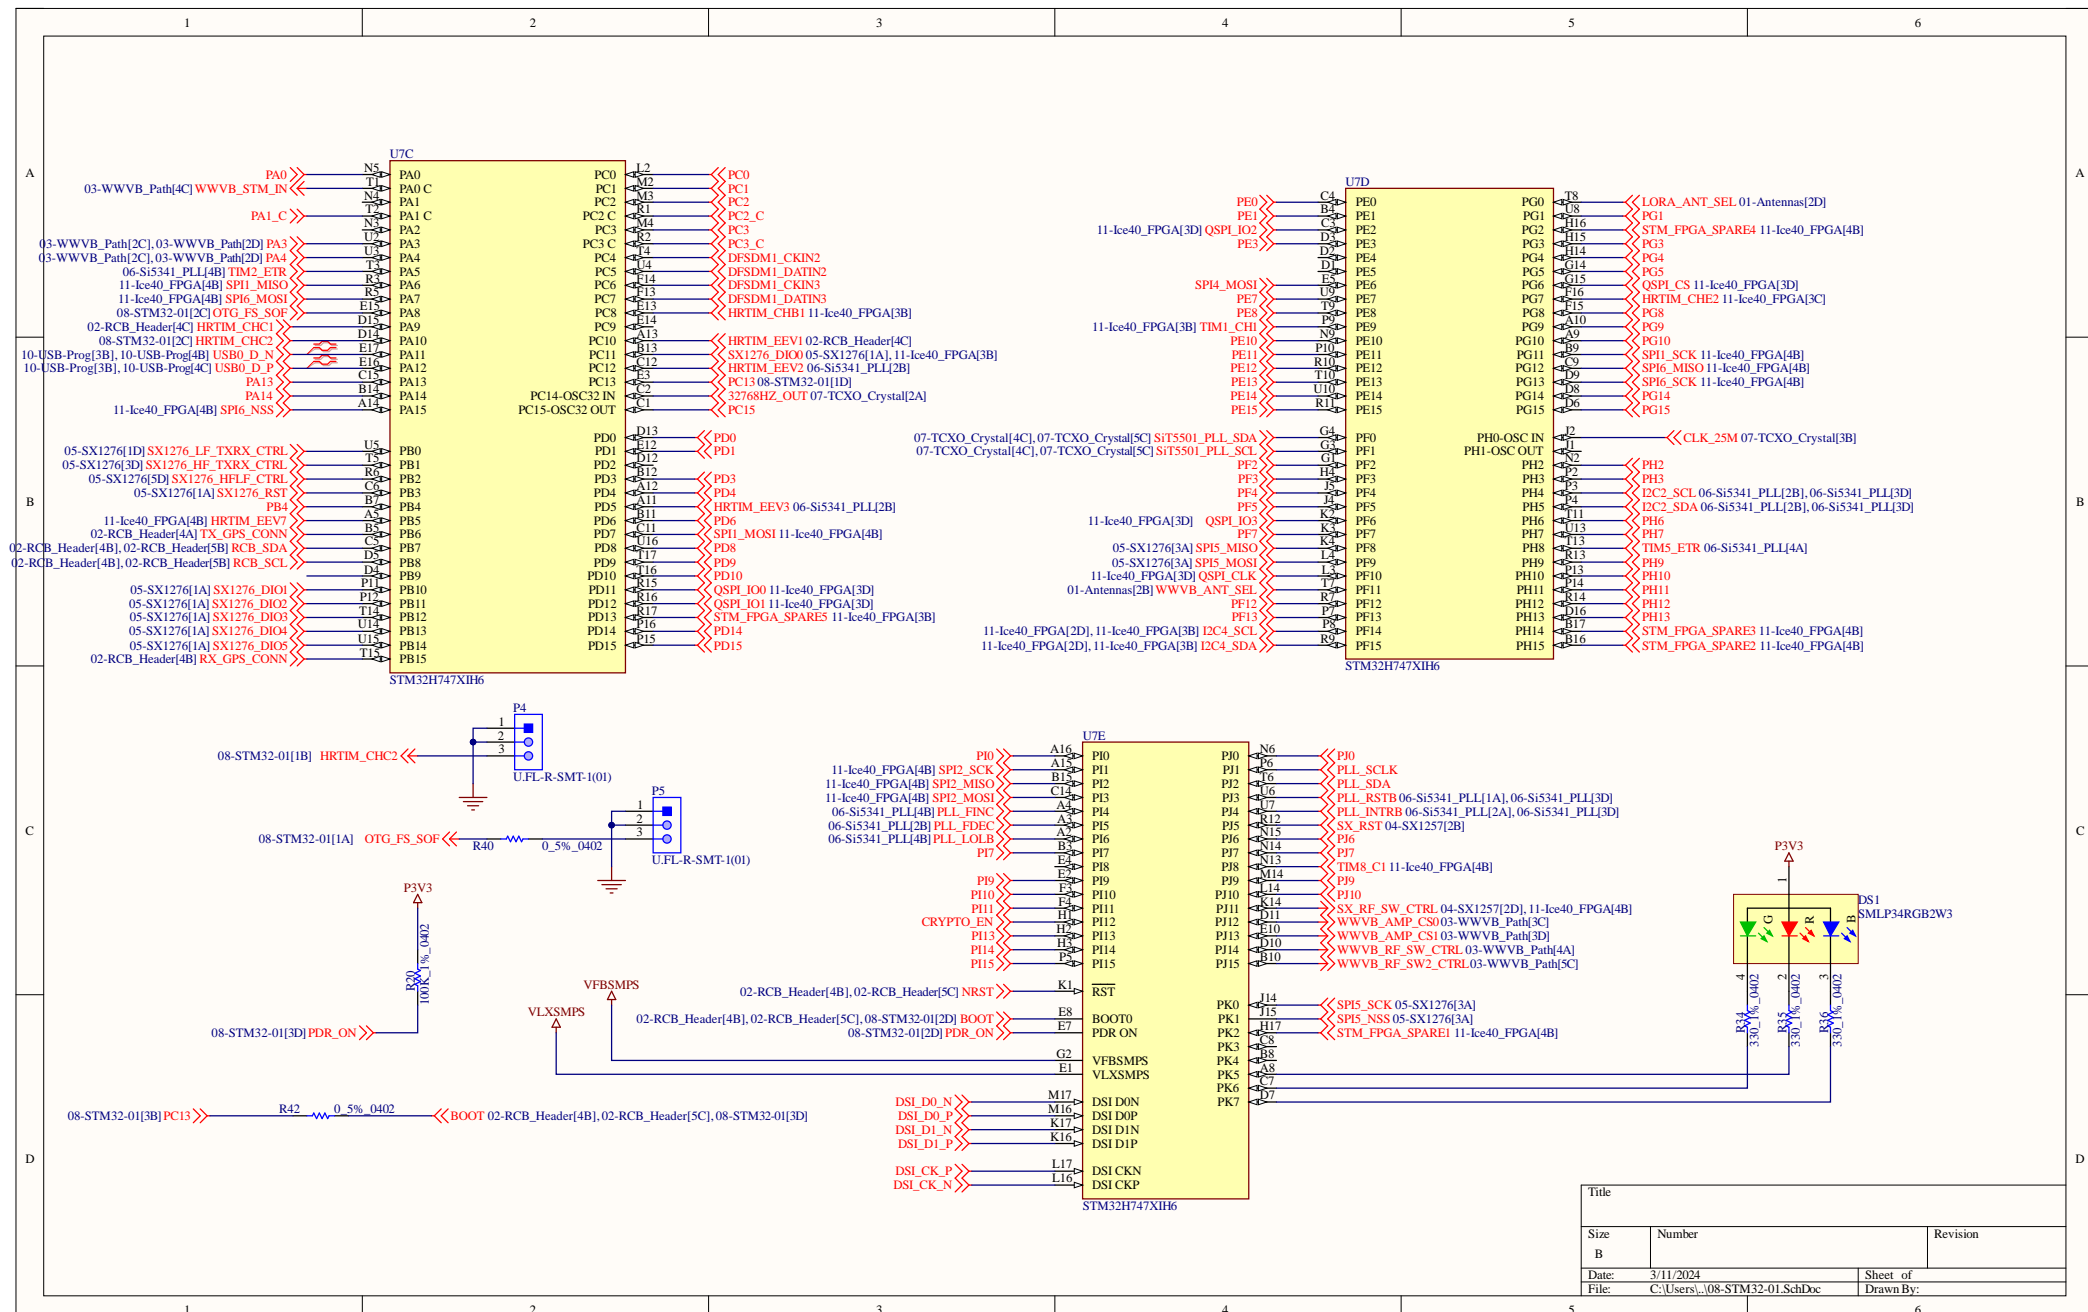 1 2 3 4 5 6
A A
B B
C C
D D
U7C
PA0 N5 PA0
03-WWVB_Path[4C] WWVB_STM_IN T1 PA0 C
N4 PA1
PA1_C T2 PA1 C
N3 PA2
03-WWVB_Path[2C], 03-WWVB_Path[2D] PA3 U2 PA3
03-WWVB_Path[2C], 03-WWVB_Path[2D] PA4 U3 PA4
06-Si5341_PLL[4B] TIM2_ETR T3 PA5
11-Ice40_FPGA[4B] SPI1_MISO R3 PA6
11-Ice40_FPGA[4B] SPI6_MOSI R5 PA7
08-STM32-01[2C] OTG_FS_SOF E15 PA8
02-RCB_Header[4C] HRTIM_CHC1 D15 PA9
08-STM32-01[2C] HRTIM_CHC2 D14 PA10
10-USB-Prog[3B], 10-USB-Prog[4B] USB0_D_N E17 PA11
10-USB-Prog[3B], 10-USB-Prog[4C] USB0_D_P E16 PA12
PA13 C15 PA13
PA14 B14 PA14
11-Ice40_FPGA[4B] SPI6_NSS A14 PA15
05-SX1276[1D] SX1276_LF_TXRX_CTRL U5 PB0
05-SX1276[3D] SX1276_HF_TXRX_CTRL T5 PB1
05-SX1276[5D] SX1276_HFLF_CTRL R6 PB2
05-SX1276[1A] SX1276_RST C6 PB3
PB4 B7 PB4
11-Ice40_FPGA[4B] HRTIM_EEV7 A5 PB5
02-RCB_Header[4A] TX_GPS_CONN B5 PB6
02-RCB_Header[4B], 02-RCB_Header[5B] RCB_SDA C5 PB7
02-RCB_Header[4B], 02-RCB_Header[5B] RCB_SCL D5 PB8
D4 PB9
05-SX1276[1A] SX1276_DIO1 P11 PB10
05-SX1276[1A] SX1276_DIO2 P12 PB11
05-SX1276[1A] SX1276_DIO3 T14 PB12
05-SX1276[1A] SX1276_DIO4 U14 PB13
05-SX1276[1A] SX1276_DIO5 U15 PB14
02-RCB_Header[4B] RX_GPS_CONN T15 PB15
PC0 L2 PC0
PC1 M2 PC1
PC2 M3 PC2
PC2 C R1 PC2_C
PC3 M4 PC3
PC3 C R2 PC3_C
PC4 T4 DFSDM1_CKIN2
PC5 U4 DFSDM1_DATIN2
PC6 F14 DFSDM1_CKIN3
PC7 F13 DFSDM1_DATIN3
PC8 E13 HRTIM_CHB1 11-Ice40_FPGA[3B]
PC9 E14
PC10 A13 HRTIM_EEV1 02-RCB_Header[4C]
PC11 B13 SX1276_DIO0 05-SX1276[1A], 11-Ice40_FPGA[3B]
PC12 C12 HRTIM_EEV2 06-Si5341_PLL[2B]
PC13 E3 PC13 08-STM32-01[1D]
PC14-OSC32 IN C2 32768HZ_OUT 07-TCXO_Crystal[2A]
PC15-OSC32 OUT C1 PC15
PD0 D13 PD0
PD1 E12 PD1
PD2 D12
PD3 B12 PD3
PD4 A12 PD4
PD5 A11 HRTIM_EEV3 06-Si5341_PLL[2B]
PD6 B11 PD6
PD7 C11 SPI1_MOSI 11-Ice40_FPGA[4B]
PD8 U16 PD8
PD9 T17 PD9
PD10 T16 PD10
PD11 R15 QSPI_IO0 11-Ice40_FPGA[3D]
PD12 R16 QSPI_IO1 11-Ice40_FPGA[3D]
PD13 R17 STM_FPGA_SPARE5 11-Ice40_FPGA[3B]
PD14 P16 PD14
PD15 P15 PD15
STM32H747XIH6
U7D
PE0 C4 PE0
PE1 B4 PE1
11-Ice40_FPGA[3D] QSPI_IO2 C3 PE2
PE3 D3 PE3
D2 PE4
D1 PE5
SPI4_MOSI E5 PE6
PE7 U9 PE7
PE8 T9 PE8
11-Ice40_FPGA[3B] TIM1_CH1 P9 PE9
PE10 N9 PE10
PE11 P10 PE11
PE12 R10 PE12
PE13 T10 PE13
PE14 U10 PE14
PE15 R11 PE15
07-TCXO_Crystal[4C], 07-TCXO_Crystal[5C] SiT5501_PLL_SDA G4 PF0
07-TCXO_Crystal[4C], 07-TCXO_Crystal[5C] SiT5501_PLL_SCL G3 PF1
PF2 G1 PF2
PF3 H4 PF3
PF4 J5 PF4
PF5 J4 PF5
11-Ice40_FPGA[3D] QSPI_IO3 K2 PF6
PF7 K3 PF7
05-SX1276[3A] SPI5_MISO K4 PF8
05-SX1276[3A] SPI5_MOSI L4 PF9
11-Ice40_FPGA[3D] QSPI_CLK L3 PF10
01-Antennas[2B] WWVB_ANT_SEL T7 PF11
PF12 R7 PF12
PF13 P7 PF13
11-Ice40_FPGA[2D], 11-Ice40_FPGA[3B] I2C4_SCL P8 PF14
11-Ice40_FPGA[2D], 11-Ice40_FPGA[3B] I2C4_SDA R9 PF15
PG0 T8 LORA_ANT_SEL 01-Antennas[2D]
PG1 U8 PG1
PG2 H16 STM_FPGA_SPARE4 11-Ice40_FPGA[4B]
PG3 H15 PG3
PG4 H14 PG4
PG5 G14 PG5
PG6 G15 QSPI_CS 11-Ice40_FPGA[3D]
PG7 F16 HRTIM_CHE2 11-Ice40_FPGA[3C]
PG8 F15 PG8
PG9 A10 PG9
PG10 A9 PG10
PG11 B9 SPI1_SCK 11-Ice40_FPGA[4B]
PG12 C9 SPI6_MISO 11-Ice40_FPGA[4B]
PG13 D9 SPI6_SCK 11-Ice40_FPGA[4B]
PG14 D8 PG14
PG15 D6 PG15
PH0-OSC IN J2 CLK_25M 07-TCXO_Crystal[3B]
PH1-OSC OUT J1
PH2 N2 PH2
PH3 P2 PH3
PH4 P3 I2C2_SCL 06-Si5341_PLL[2B], 06-Si5341_PLL[3D]
PH5 P4 I2C2_SDA 06-Si5341_PLL[2B], 06-Si5341_PLL[3D]
PH6 T11 PH6
PH7 U13 PH7
PH8 T13 TIM5_ETR 06-Si5341_PLL[4A]
PH9 R13 PH9
PH10 P13 PH10
PH11 P14 PH11
PH12 R14 PH12
PH13 D16 PH13
PH14 B17 STM_FPGA_SPARE3 11-Ice40_FPGA[4B]
PH15 B16 STM_FPGA_SPARE2 11-Ice40_FPGA[4B]
STM32H747XIH6
P4
1
2
08-STM32-01[1B] HRTIM_CHC2 3
U.FL-R-SMT-1(01)
P5
1
2
08-STM32-01[1A] OTG_FS_SOF R40 0_5%_0402 3
U.FL-R-SMT-1(01)
P3V3
R20
100K_1%_0402
08-STM32-01[3D] PDR_ON
08-STM32-01[3B] PC13 R42 0_5%_0402 BOOT 02-RCB_Header[4B], 02-RCB_Header[5C], 08-STM32-01[3D]
U7E
PI0 A16 PI0
11-Ice40_FPGA[4B] SPI2_SCK A15 PI1
11-Ice40_FPGA[4B] SPI2_MISO B15 PI2
11-Ice40_FPGA[4B] SPI2_MOSI C14 PI3
06-Si5341_PLL[4B] PLL_FINC A4 PI4
06-Si5341_PLL[2B] PLL_FDEC A3 PI5
06-Si5341_PLL[4B] PLL_LOLB A2 PI6
PI7 B3 PI7
E4 PI8
PI9 E2 PI9
PI10 F3 PI10
PI11 F4 PI11
CRYPTO_EN H1 PI12
PI13 H2 PI13
PI14 H3 PI14
PI15 P5 PI15
02-RCB_Header[4B], 02-RCB_Header[5C] NRST K1 RST
02-RCB_Header[4B], 02-RCB_Header[5C], 08-STM32-01[2D] BOOT E8 BOOT0
08-STM32-01[2D] PDR_ON E7 PDR ON
VFBSMPS G2 VFBSMPS
VLXSMPS E1 VLXSMPS
DSI_D0_N M17 DSI D0N
DSI_D0_P M16 DSI D0P
DSI_D1_N K17 DSI D1N
DSI_D1_P K16 DSI D1P
DSI_CK_P L17 DSI CKN
DSI_CK_N L16 DSI CKP
PJ0 N6 PJ0
PJ1 P6 PLL_SCLK
PJ2 T6 PLL_SDA
PJ3 U6 PLL_RSTB 06-Si5341_PLL[1A], 06-Si5341_PLL[3D]
PJ4 U7 PLL_INTRB 06-Si5341_PLL[2A], 06-Si5341_PLL[3D]
PJ5 R12 SX_RST 04-SX1257[2B]
PJ6 N15 PJ6
PJ7 N14 PJ7
PJ8 N13 TIM8_C1 11-Ice40_FPGA[4B]
PJ9 M14 PJ9
PJ10 L14 PJ10
PJ11 K14 SX_RF_SW_CTRL 04-SX1257[2D], 11-Ice40_FPGA[4B]
PJ12 D11 WWVB_AMP_CS0 03-WWVB_Path[3C]
PJ13 E10 WWVB_AMP_CS1 03-WWVB_Path[3D]
PJ14 D10 WWVB_RF_SW_CTRL 03-WWVB_Path[4A]
PJ15 B10 WWVB_RF_SW2_CTRL 03-WWVB_Path[5C]
PK0 J14 SPI5_SCK 05-SX1276[3A]
PK1 J15 SPI5_NSS 05-SX1276[3A]
PK2 H17 STM_FPGA_SPARE1 11-Ice40_FPGA[4B]
PK3 C8
PK4 B8
PK5 A8
PK6 C7
PK7 D7
STM32H747XIH6
P3V3
1
DS1
SMLP34RGB2W3
G R B
4 2 3
R34 330_1%_0402
R35 330_1%_0402
R36 330_1%_0402
Title
Size Number Revision
B
Date: 3/11/2024 Sheet of
File: C:\Users\..\08-STM32-01.SchDoc Drawn By:
1 2 3 4 5 6